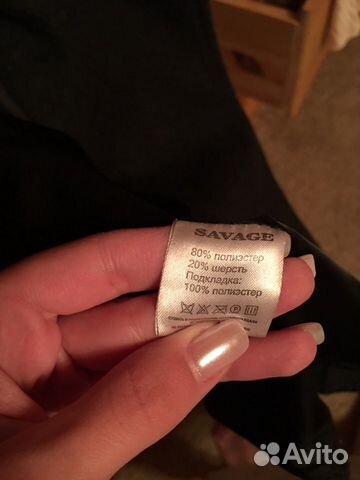 SAVAGE
80% полиэстер
20% шерсть
Подкладка:
100% полиэстер
Avito